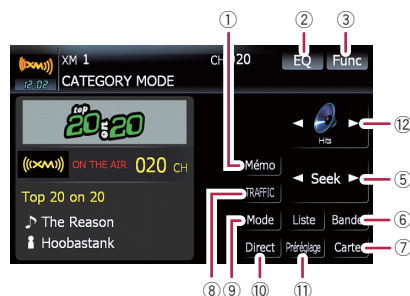 ① ② ③
XM 1 CH 020 EQ Func
12:02 CATEGORY MODE
top 20 on 20
Hits
⑫
((XM)) ON THE AIR 020 CH
Mémo
Seek
⑤
Top 20 on 20
TRAFFIC
The Reason
Mode Liste Bande
⑥
Hoobastank
Direct Préréglage Carte
⑦
⑧ ⑨ ⑩ ⑪